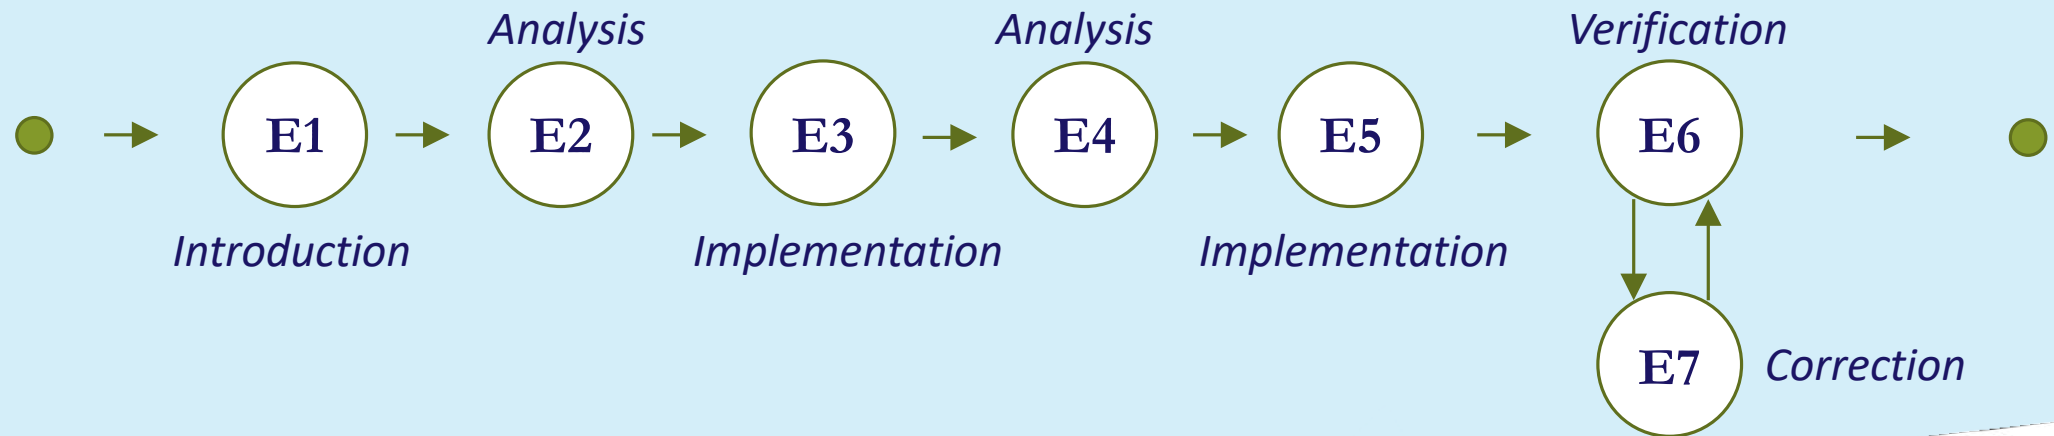 Analysis
Analysis
Verification
E1
E2
E3
E4
E5
E6
Introduction
Implementation
Implementation
E7
Correction